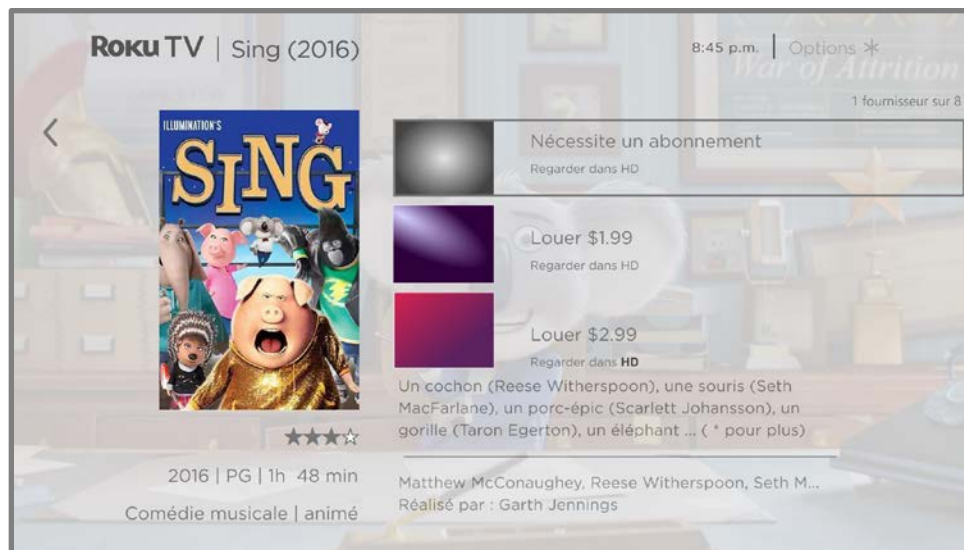 Roku TV | Sing (2016)
8:45 p.m. | Options *
War of Attrition
1 fournisseur sur 8
ILLUMINATION'S
SING
Nécessite un abonnement
Regarder dans HD
Louer $1.99
Regarder dans HD
Louer $2.99
Regarder dans HD
Un cochon (Reese Witherspoon), une souris (Seth
MacFarlane), un porc-épic (Scarlett Johansson), un
gorille (Taron Egerton), un éléphant ... ( * pour plus)
2016 | PG | 1h 48 min
Comédie musicale | animé
Matthew McConaughey, Reese Witherspoon, Seth M...
Réalisé par : Garth Jennings